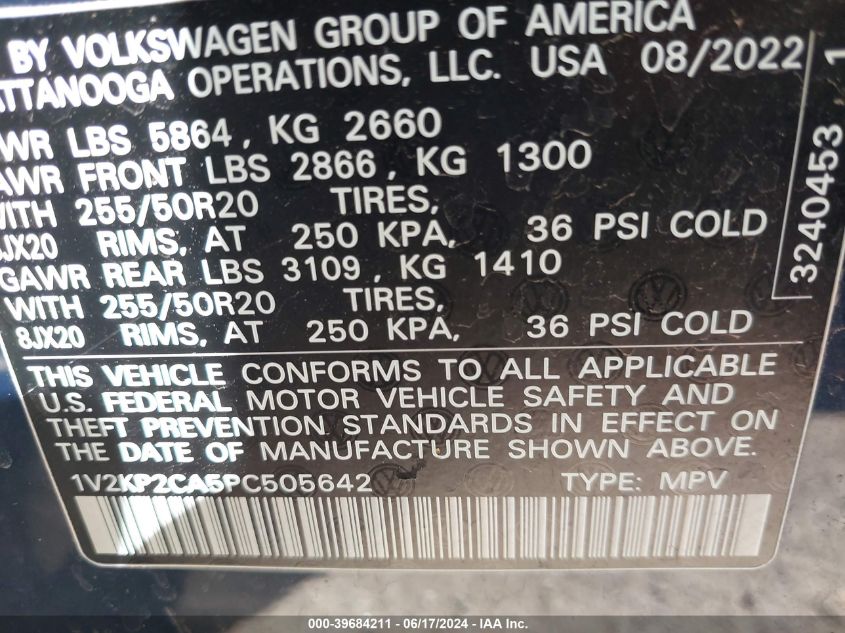 BY VOLKSWAGEN GROUP OF AMERICA
ATTANOOGA OPERATIONS, LLC. USA 08/2022
WR LBS 5864, KG 2660
AWR FRONT LBS 2866, KG 1300
WITH 255/50R20 TIRES,
JX20 RIMS, AT 250 KPA, 36 PSI COLD
GAWR REAR LBS 3109, KG 1410
WITH 255/50R20 TIRES,
8JX20 RIMS, AT 250 KPA, 36 PSI COLD
3240453
1
THIS VEHICLE CONFORMS TO ALL APPLICABLE
U.S. FEDERAL MOTOR VEHICLE SAFETY AND
THEFT PREVENTION STANDARDS IN EFFECT ON
THE DATE OF MANUFACTURE SHOWN ABOVE.
1V2KP2CA5PC505642 TYPE: MPV
000-39684211 - 06/17/2024 - IAA Inc.